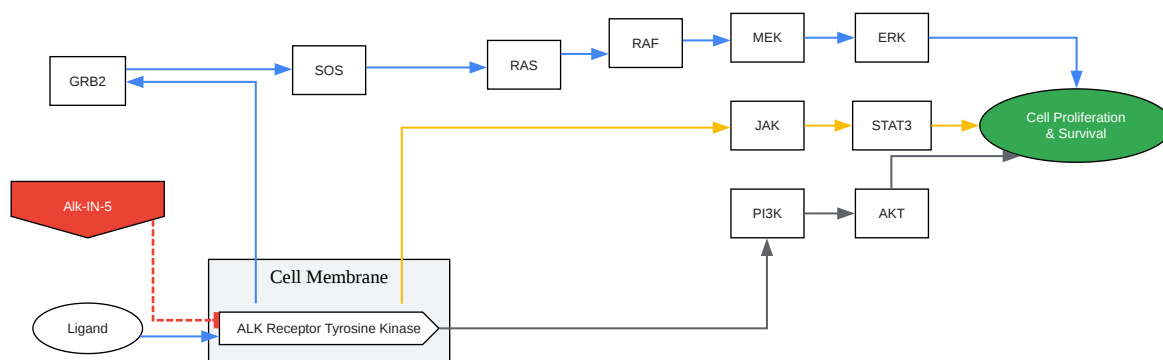 GRB2
SOS
RAS
RAF
MEK
ERK
JAK
STAT3
Cell Proliferation
& Survival
Alk-IN-5
PI3K
AKT
Cell Membrane
Ligand
ALK Receptor Tyrosine Kinase